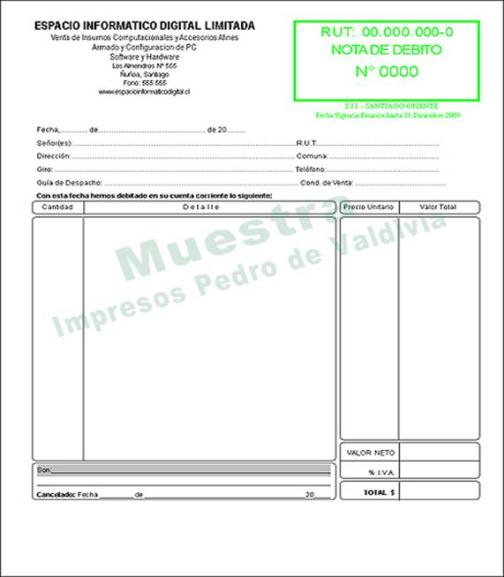 ESPACIO INFORMATICO DIGITAL LIMITADA
Venta de Insumos Computacionales y Accesorios Afines
Armado y Configuracion de PC
Software y Hardware
Los Almendros Nº 555
Ñuñoa, Santiago
Fono: 555 555
www.espacioinformaticodigital.cl
RUT: 00.000.000-0
NOTA DE DEBITO
Nº 0000
S I I - SANTIAGO ORIENTE
Fecha Vigencia Emisión hasta 31 Diciembre 2009
Fecha, de de 20
Señor(es): R.U.T:
Dirección: Comuna:
Giro: Teléfono:
Guía de Despacho: Cond. de Venta:
Con esta fecha hemos debitado en su cuenta corriente lo siguiente:
Cantidad Detalle Precio Unitario Valor Total
Muestra
Impresos Pedro de Valdivia
VALOR NETO
Son:
% I.V.A.
Cancelado: Fecha de 20
TOTAL $